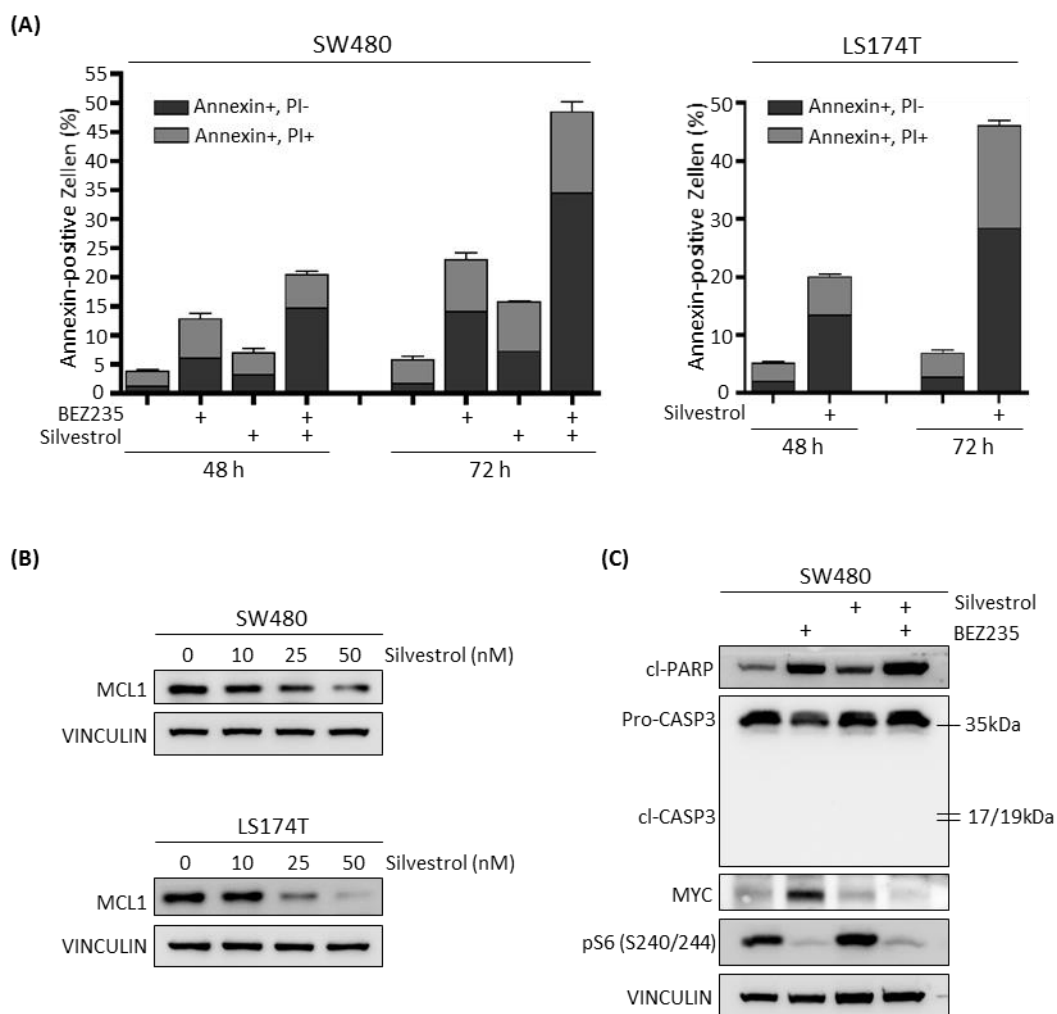 (A)
SW480
55
50
45
40
35
30
25
20
15
10
5
0
Annexin-positive Zellen (%)
Annexin+, PI-
Annexin+, PI+
BEZ235 + + + +
Silvestrol + + + +
48 h 72 h
LS174T
50
40
30
20
10
0
Annexin-positive Zellen (%)
Annexin+, PI-
Annexin+, PI+
Silvestrol + +
48 h 72 h
(B)
SW480
0 10 25 50 Silvestrol (nM)
MCL1
VINCULIN
LS174T
0 10 25 50 Silvestrol (nM)
MCL1
VINCULIN
(C)
SW480
+ + Silvestrol
+ + BEZ235
cl-PARP
Pro-CASP3
35kDa
cl-CASP3
17/19kDa
MYC
pS6 (S240/244)
VINCULIN